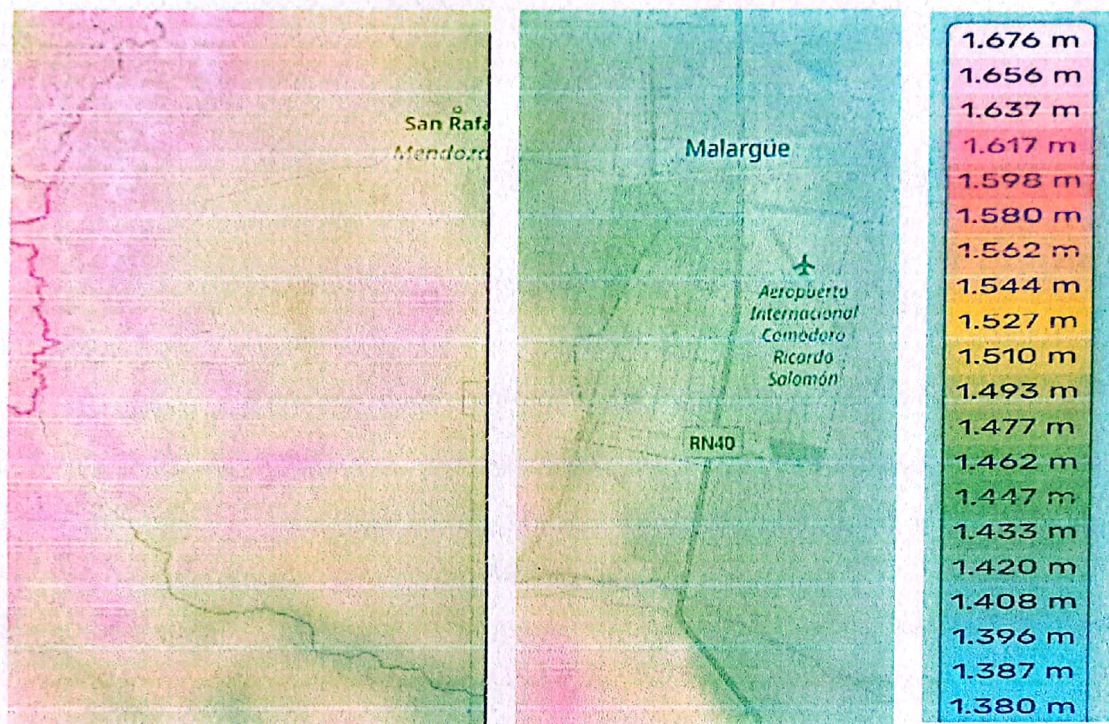 San Rafa
Mendoza
Malargüe
Aeropuerto
Internacional
Comodoro
Ricardo
Salomón
RN40
1.676 m
1.656 m
1.637 m
1.617 m
1.598 m
1.580 m
1.562 m
1.544 m
1.527 m
1.510 m
1.493 m
1.477 m
1.462 m
1.447 m
1.433 m
1.420 m
1.408 m
1.396 m
1.387 m
1.380 m